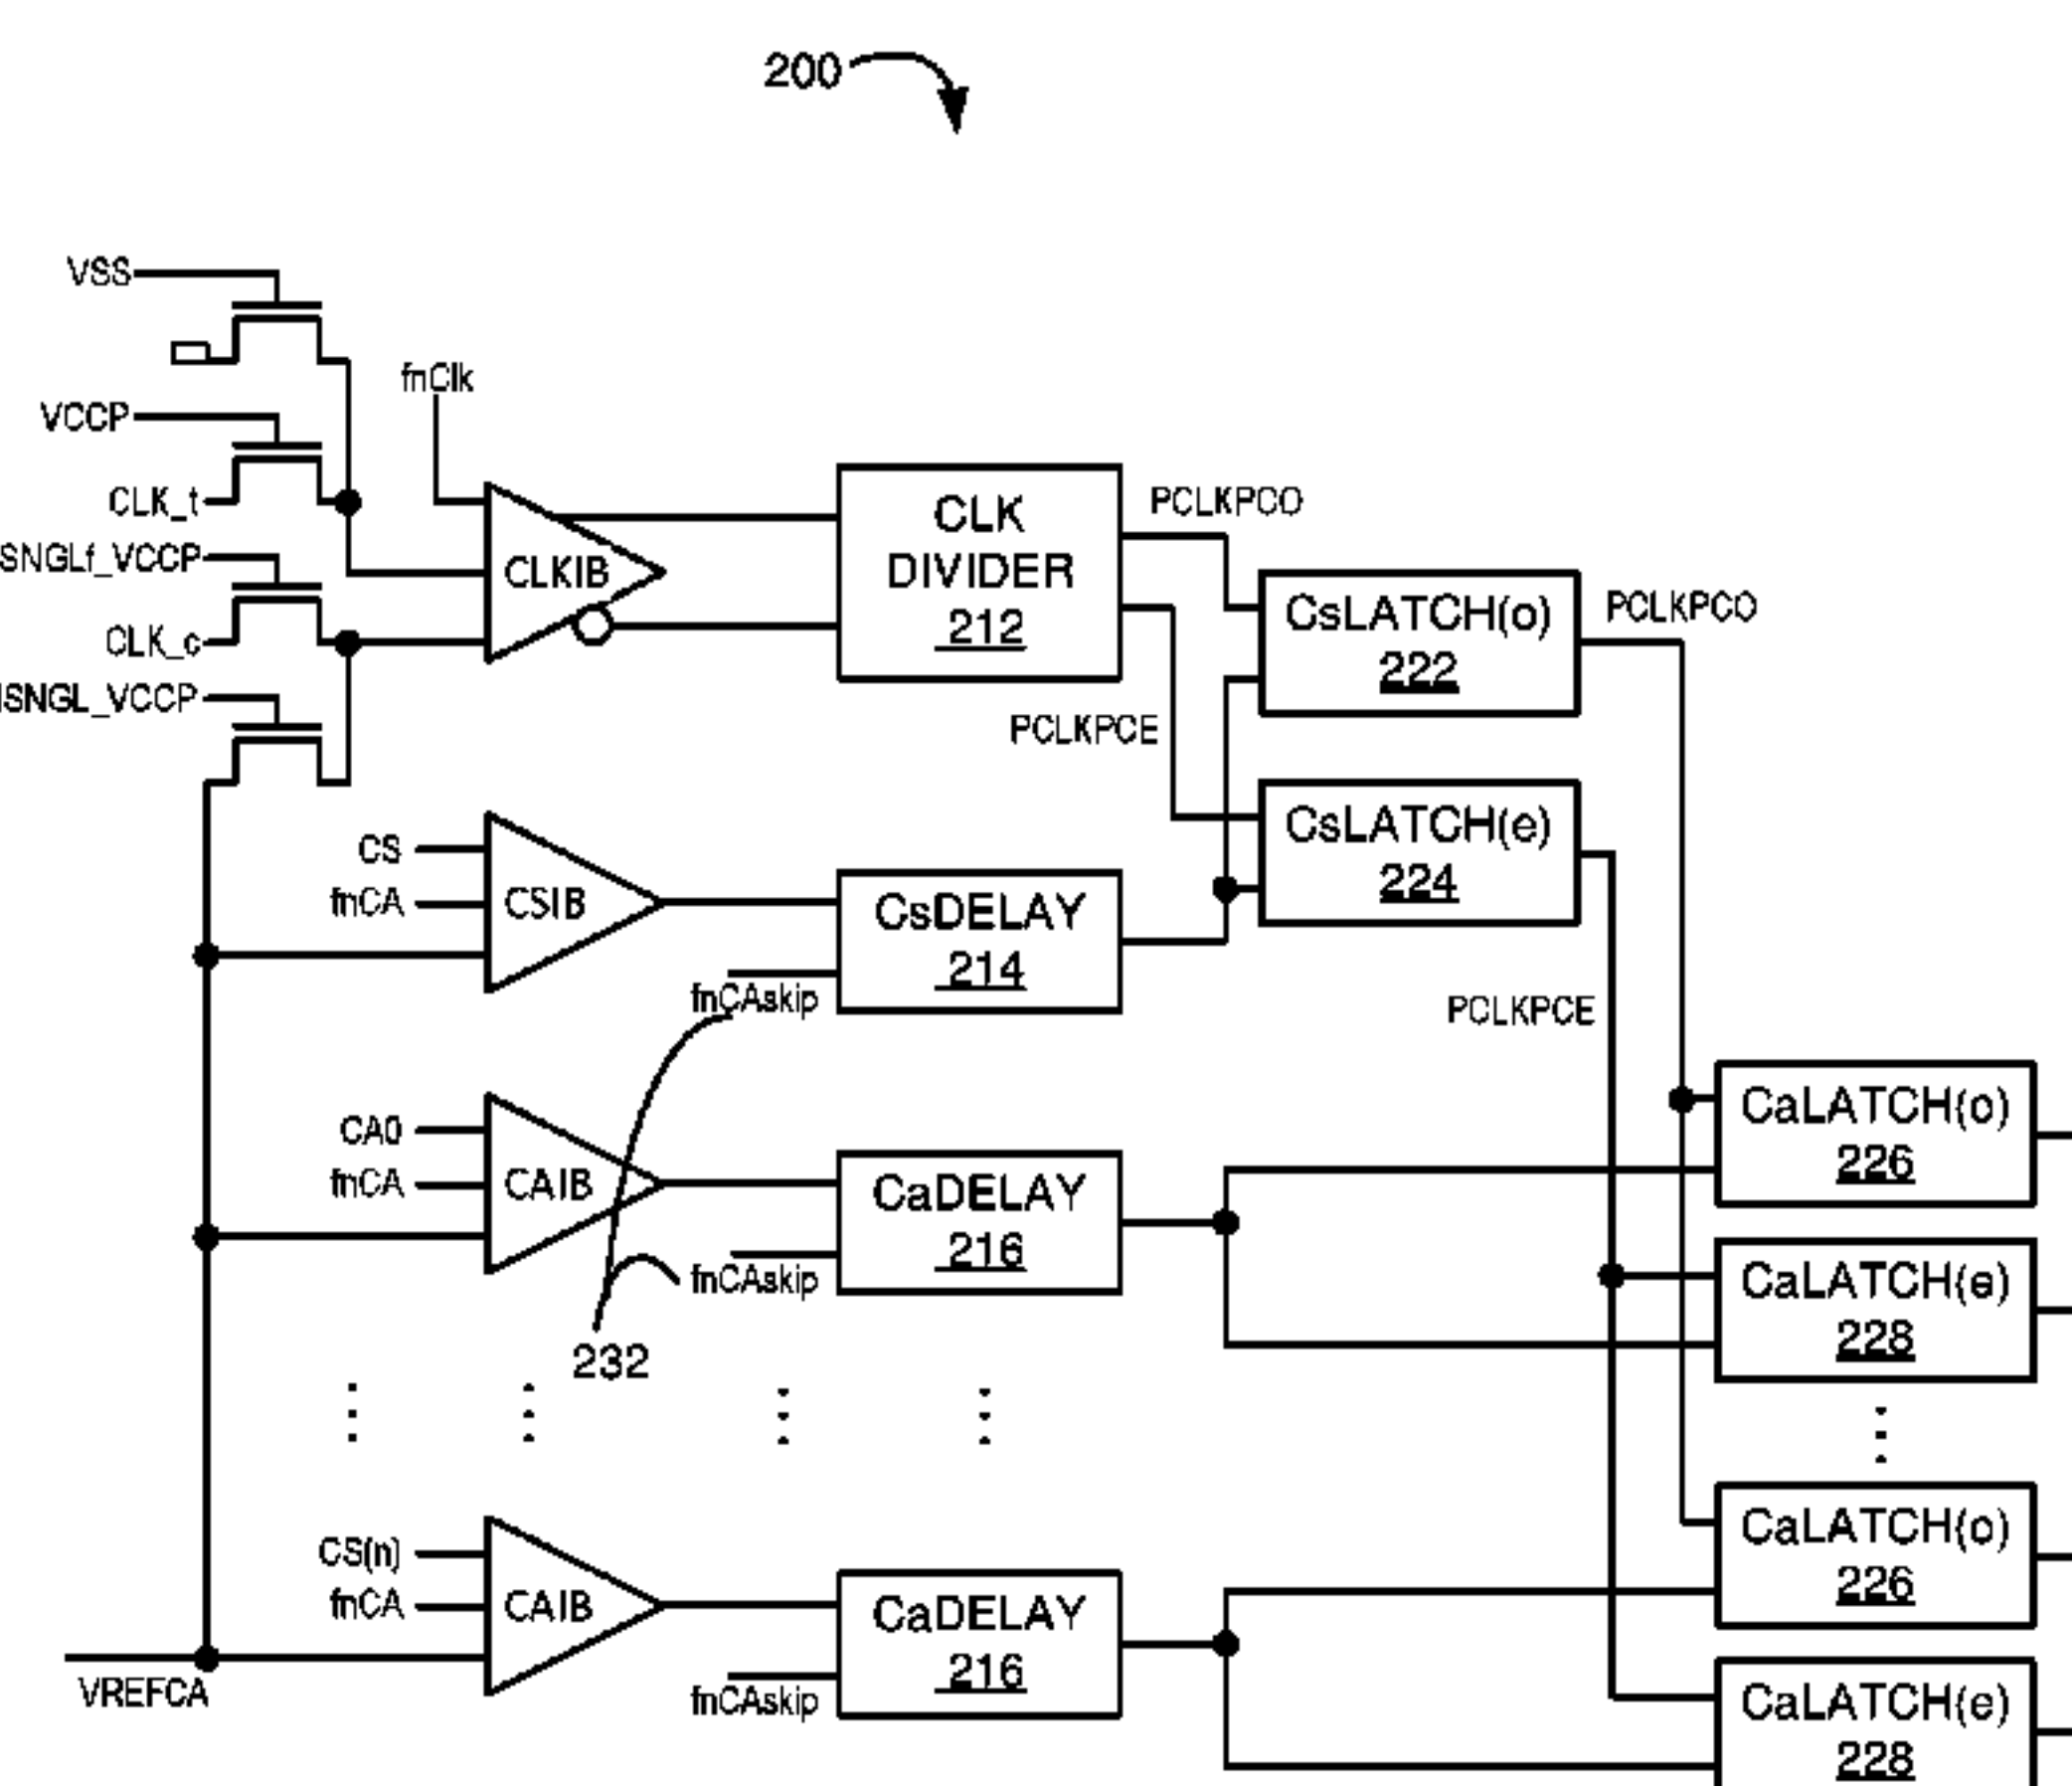 200
VSS
fnClk
VCCP
CLK_t
SNGLf_VCCP
CLK_c
SNGL_VCCP
CLKIB
CLK
DIVIDER
212
PCLKPCO
PCLKPCE
CsLATCH(o)
222
PCLKPCO
CsLATCH(e)
224
CS
fnCA
CSIB
CsDELAY
214
fnCAskip
PCLKPCE
CA0
fnCA
CAIB
CaDELAY
216
fnCAskip
232
CaLATCH(o)
226
CaLATCH(e)
228
CS(n)
fnCA
CAIB
CaDELAY
216
fnCAskip
VREFCA
CaLATCH(o)
226
CaLATCH(e)
228